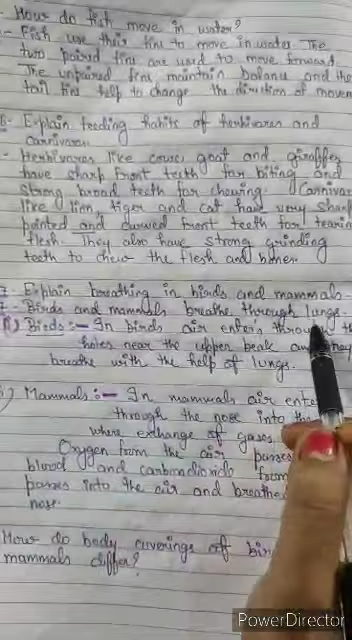 - How do fish move in water?
- Fish use their fins to move in water. The
two paired fins are used to move forward.
The unpaired fins maintain balance and the
tail fins help to change the direction of movem
6- Explain feeding habits of herbivores and
carnivores.
- Herbivores like cows, goat and giraffes
have sharp front teeth for biting and
strong broad teeth for chewing. Carnivor
like lion, tiger and cat have very sharp
pointed and curved front teeth for tearin
flesh. They also have strong grinding
teeth to chew the flesh and bones.
7- Explain breathing in birds and mammals.
7- Birds and mammals breathe through lungs.
Birds:- In birds air enters through th
holes near the upper beak an they
breathe with the help of lungs.
) Mammals:- In mammals air ente
through the nose into the
where exchange of gases
Oxygen from the air passes
blood and carbondioxide from
passes into the air and breathe
nose.
How do body coverings of bir
mammals differ?
PowerDirector